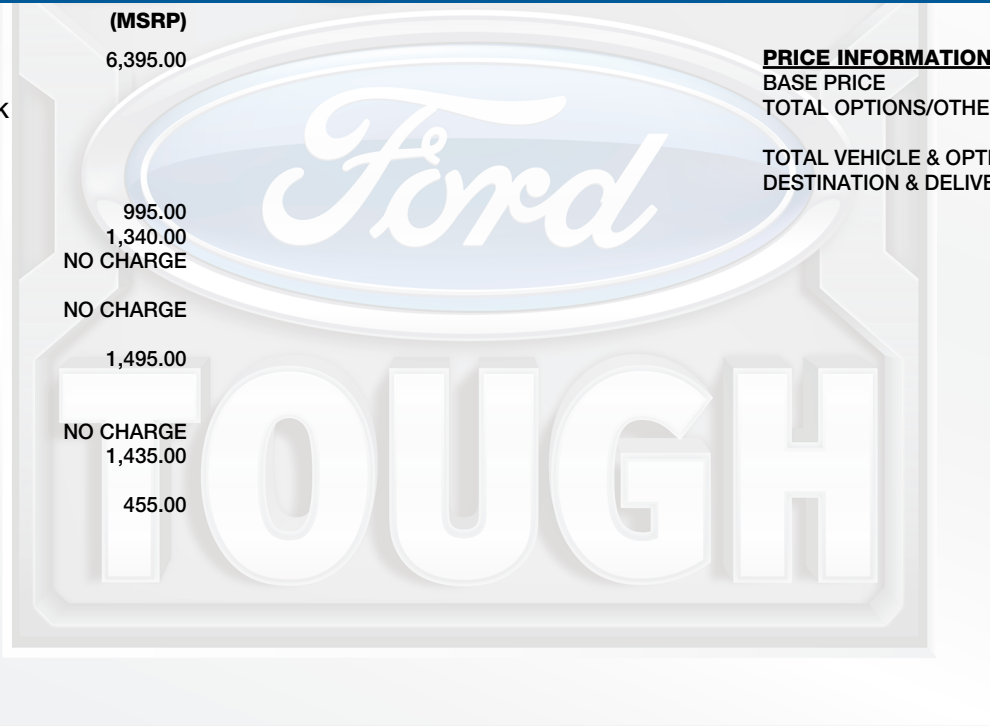 (MSRP)
6,395.00
K
995.00
1,340.00
NO CHARGE
NO CHARGE
1,495.00
NO CHARGE
1,435.00
455.00
PRICE INFORMATION
BASE PRICE
TOTAL OPTIONS/OTHE
TOTAL VEHICLE & OPTI
DESTINATION & DELIVE
Ford
TOUGH